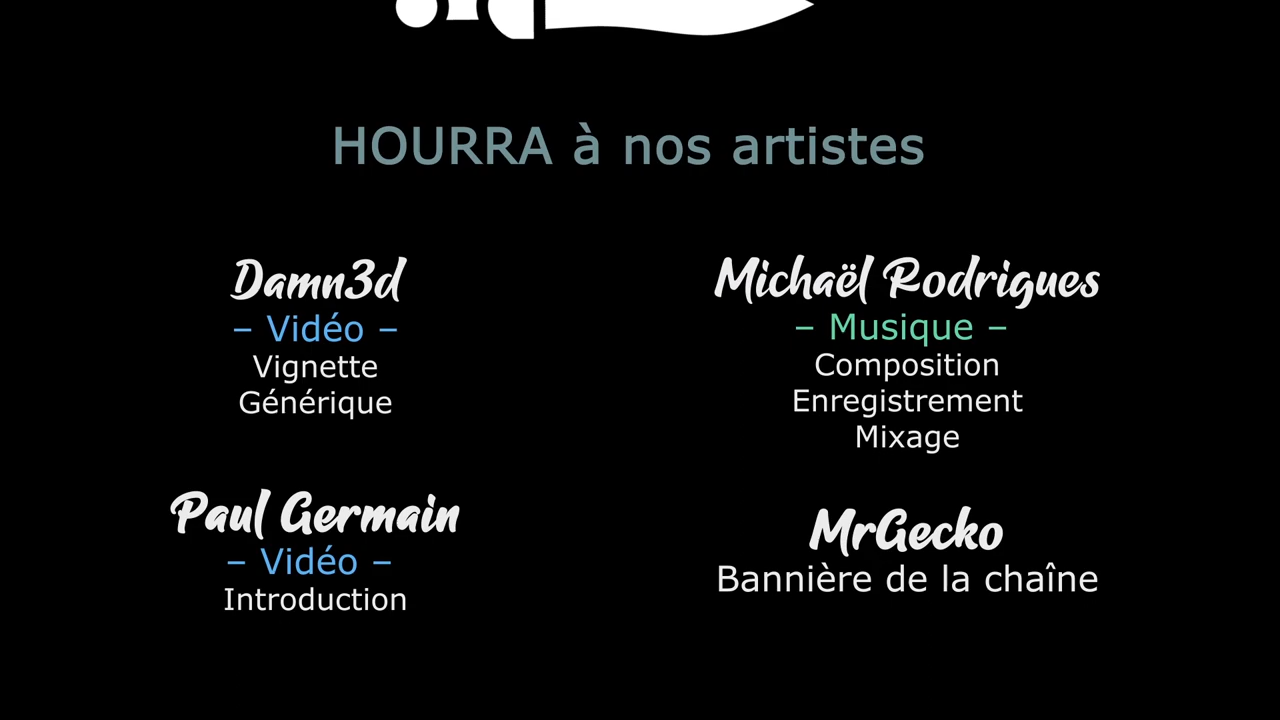 HOURRA à nos artistes
Damn3d
– Vidéo –
Vignette
Générique
Michaël Rodrigues
– Musique –
Composition
Enregistrement
Mixage
Paul Germain
– Vidéo –
Introduction
MrGecko
Bannière de la chaîne